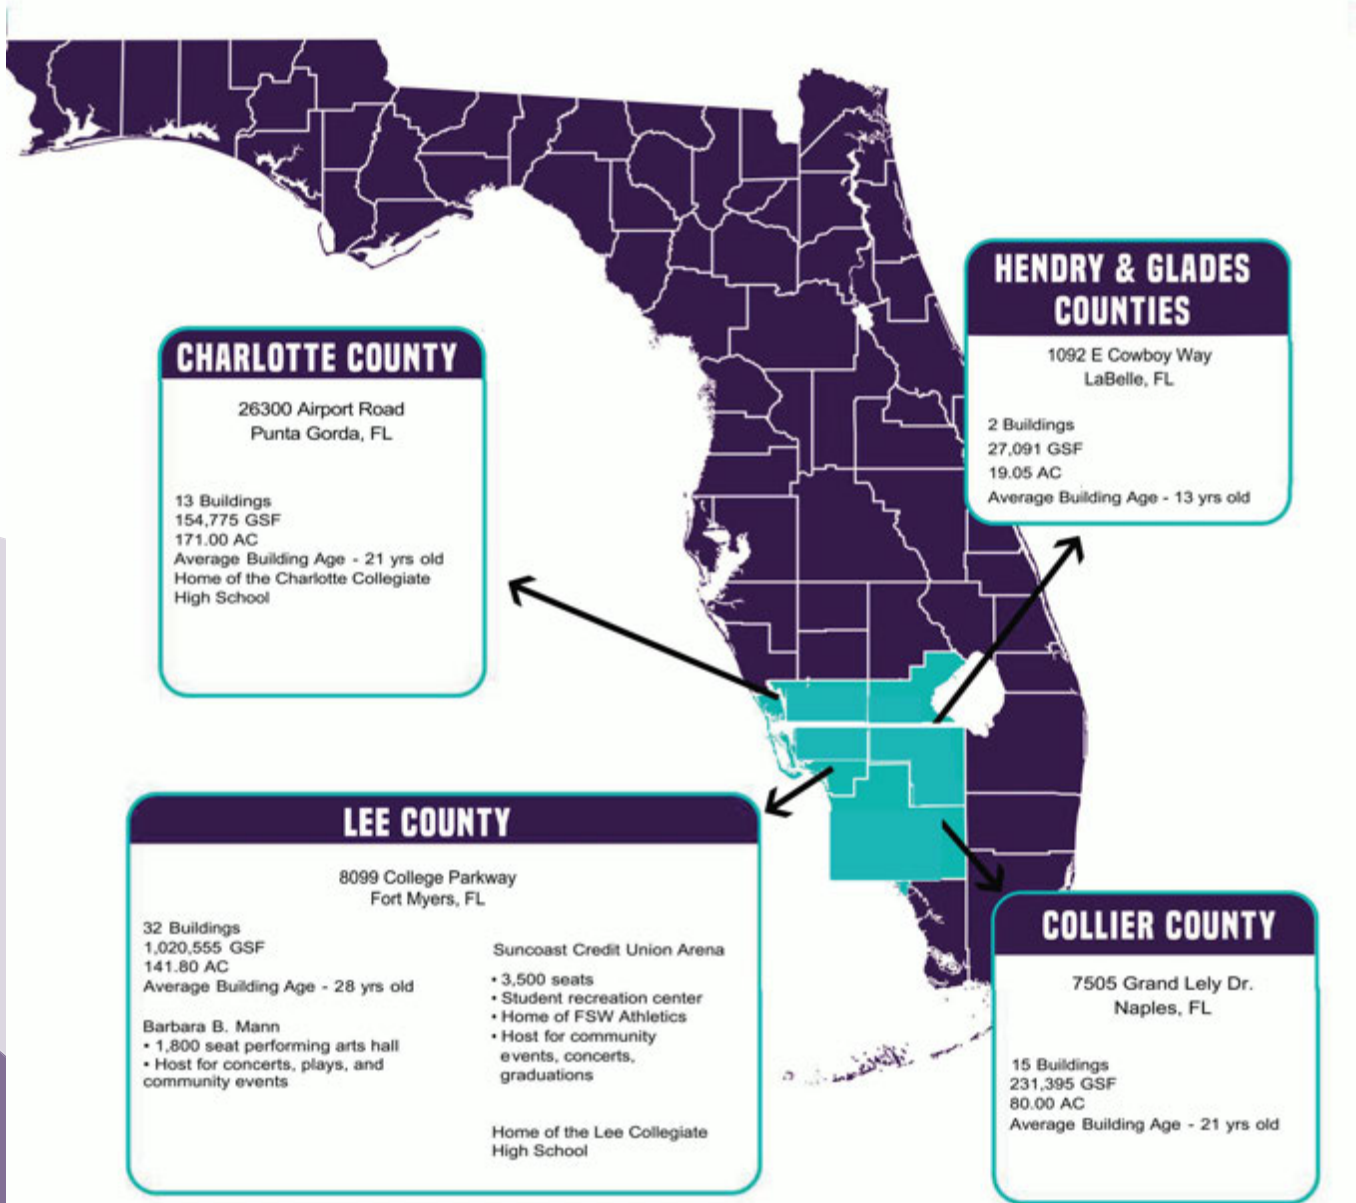 HENDRY & GLADES
COUNTIES
1092 E Cowboy Way
LaBelle, FL
2 Buildings
27,091 GSF
19.05 AC
Average Building Age - 13 yrs old
CHARLOTTE COUNTY
26300 Airport Road
Punta Gorda, FL
13 Buildings
154,775 GSF
171.00 AC
Average Building Age - 21 yrs old
Home of the Charlotte Collegiate
High School
LEE COUNTY
8099 College Parkway
Fort Myers, FL
32 Buildings
1,020,555 GSF
141.80 AC
Average Building Age - 28 yrs old
Barbara B. Mann
• 1,800 seat performing arts hall
• Host for concerts, plays, and
community events
Suncoast Credit Union Arena
• 3,500 seats
• Student recreation center
• Home of FSW Athletics
• Host for community
events, concerts,
graduations
Home of the Lee Collegiate
High School
COLLIER COUNTY
7505 Grand Lely Dr.
Naples, FL
15 Buildings
231,395 GSF
80.00 AC
Average Building Age - 21 yrs old